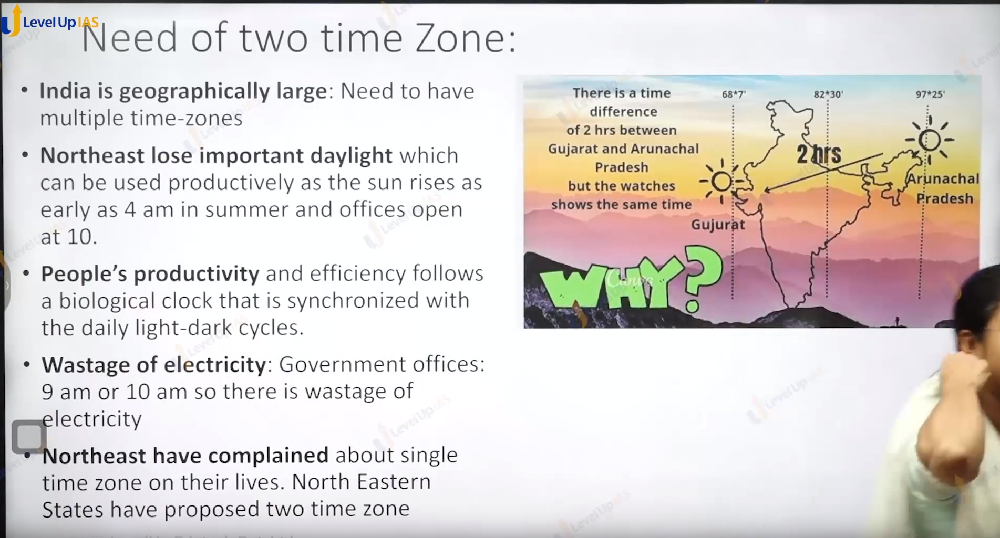 LevelUp IAS
Need of two time Zone:
• India is geographically large: Need to have
multiple time-zones
• Northeast lose important daylight which
can be used productively as the sun rises as
early as 4 am in summer and offices open
at 10.
• People's productivity and efficiency follows
a biological clock that is synchronized with
the daily light-dark cycles.
• Wastage of electricity: Government offices:
9 am or 10 am so there is wastage of
electricity
• Northeast have complained about single
time zone on their lives. North Eastern
States have proposed two time zone
There is a time
difference
of 2 hrs between
Gujarat and Arunachal
Pradesh
but the watches
shows the same time
68*7'
82*30'
97*25'
2 hrs
Arunachal
Pradesh
Gujurat
WHY?
Canva